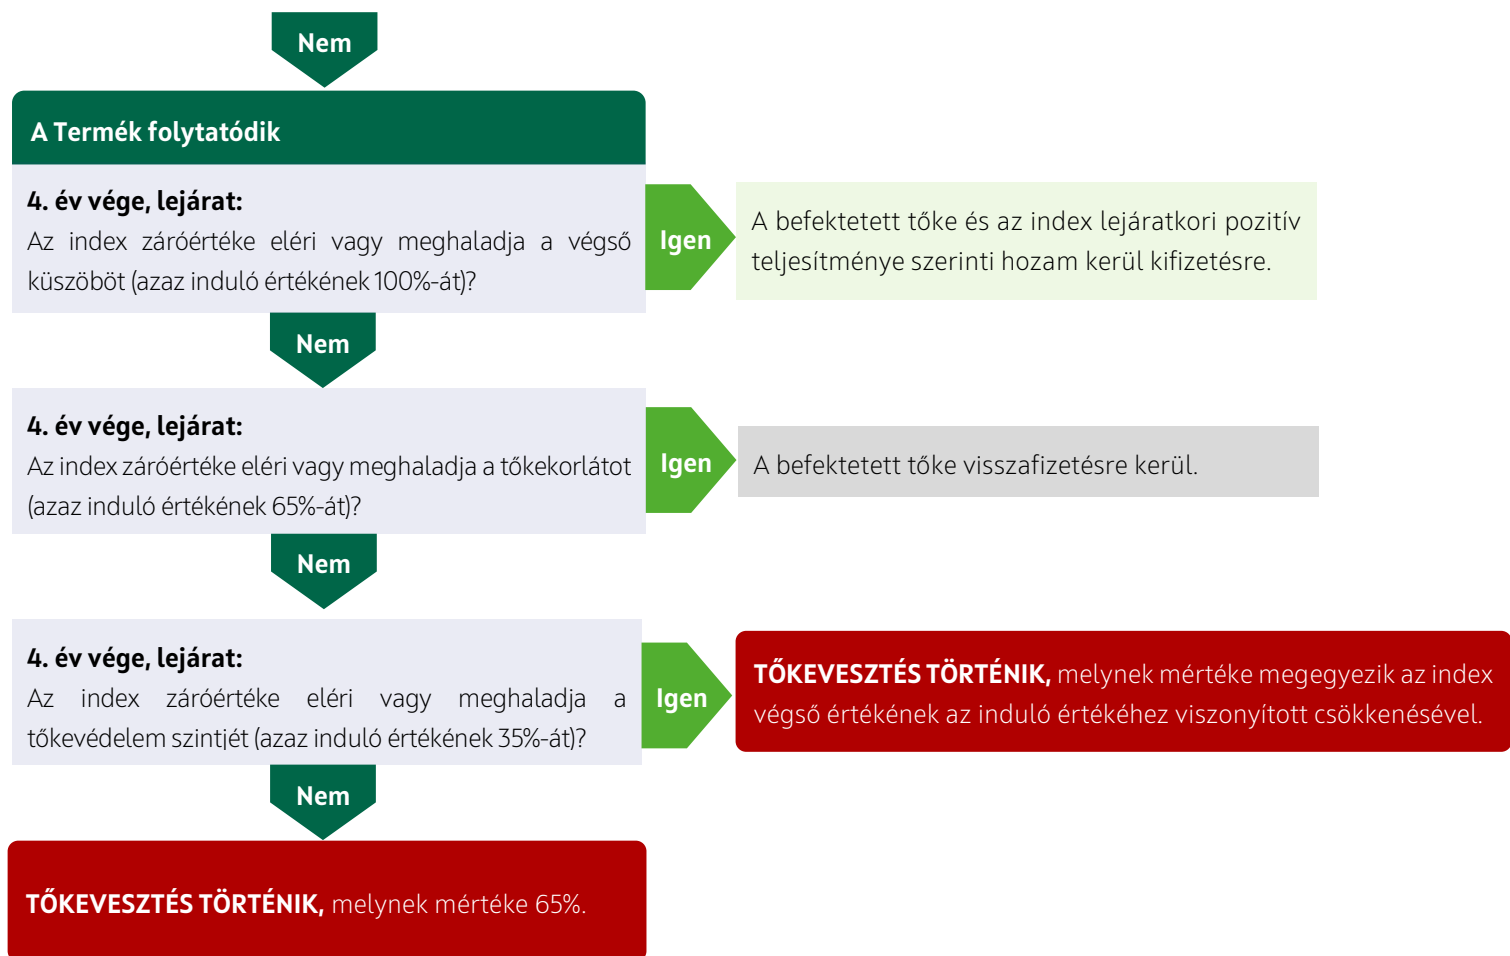 Nem
A Termék folytatódik
4. év vége, lejárat:
Az index záróértéke eléri vagy meghaladja a végső
küszöböt (azaz induló értékének 100%-át)?
Igen
A befektetett tőke és az index lejáratkori pozitív
teljesítménye szerinti hozam kerül kifizetésre.
Nem
4. év vége, lejárat:
Az index záróértéke eléri vagy meghaladja a tőkekorlátot
(azaz induló értékének 65%-át)?
Igen
A befektetett tőke visszafizetésre kerül.
Nem
4. év vége, lejárat:
Az index záróértéke eléri vagy meghaladja a
tőkevédelem szintjét (azaz induló értékének 35%-át)?
Igen
TŐKEVESZTÉS TÖRTÉNIK, melynek mértéke megegyezik az index
végső értékének az induló értékéhez viszonyított csökkenésével.
Nem
TŐKEVESZTÉS TÖRTÉNIK, melynek mértéke 65%.